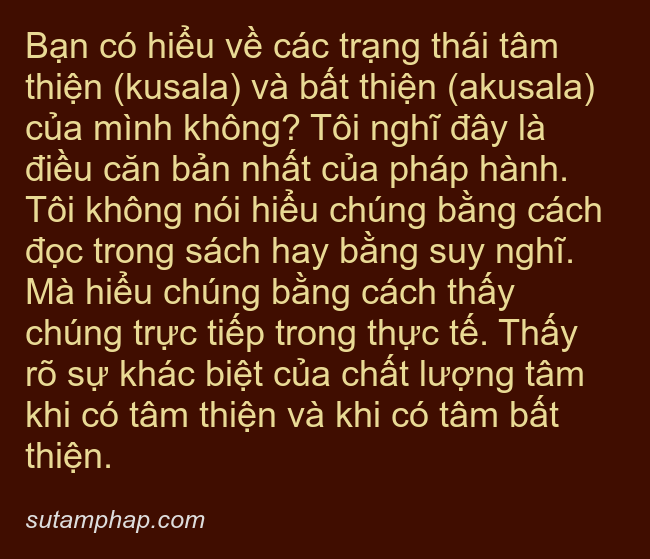 Bạn có hiểu về các trạng thái tâm
thiện (kusala) và bất thiện (akusala)
của mình không? Tôi nghĩ đây là
điều căn bản nhất của pháp hành.
Tôi không nói hiểu chúng bằng cách
đọc trong sách hay bằng suy nghĩ.
Mà hiểu chúng bằng cách thấy
chúng trực tiếp trong thực tế. Thấy
rõ sự khác biệt của chất lượng tâm
khi có tâm thiện và khi có tâm bất
thiện.
sutamphap.com